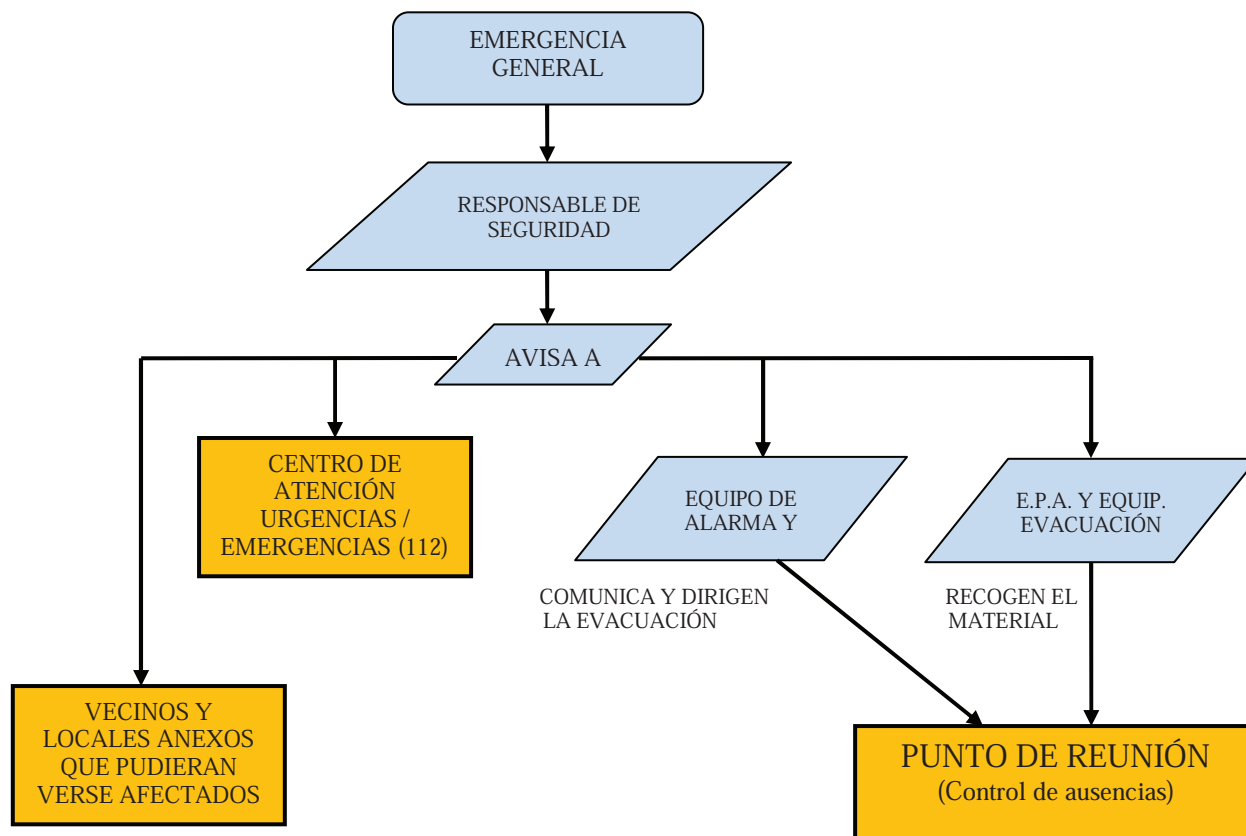 EMERGENCIA
GENERAL
RESPONSABLE DE
SEGURIDAD
AVISA A
CENTRO DE
ATENCIÓN
URGENCIAS /
EMERGENCIAS (112)
EQUIPO DE
ALARMA Y
E.P.A. Y EQUIP.
EVACUACIÓN
COMUNICA Y DIRIGEN
LA EVACUACIÓN
RECOGEN EL
MATERIAL
VECINOS Y
LOCALES ANEXOS
QUE PUDIERAN
VERSE AFECTADOS
PUNTO DE REUNIÓN
(Control de ausencias)